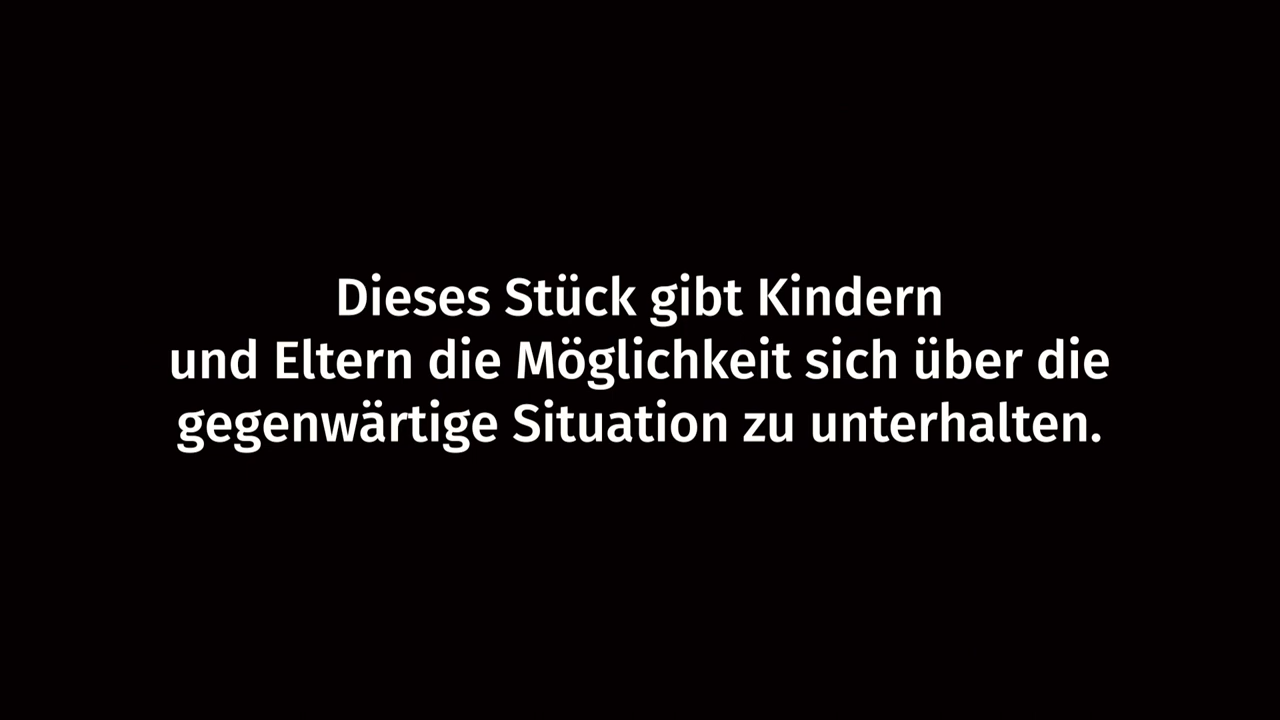 Dieses Stück gibt Kindern
und Eltern die Möglichkeit sich über die
gegenwärtige Situation zu unterhalten.